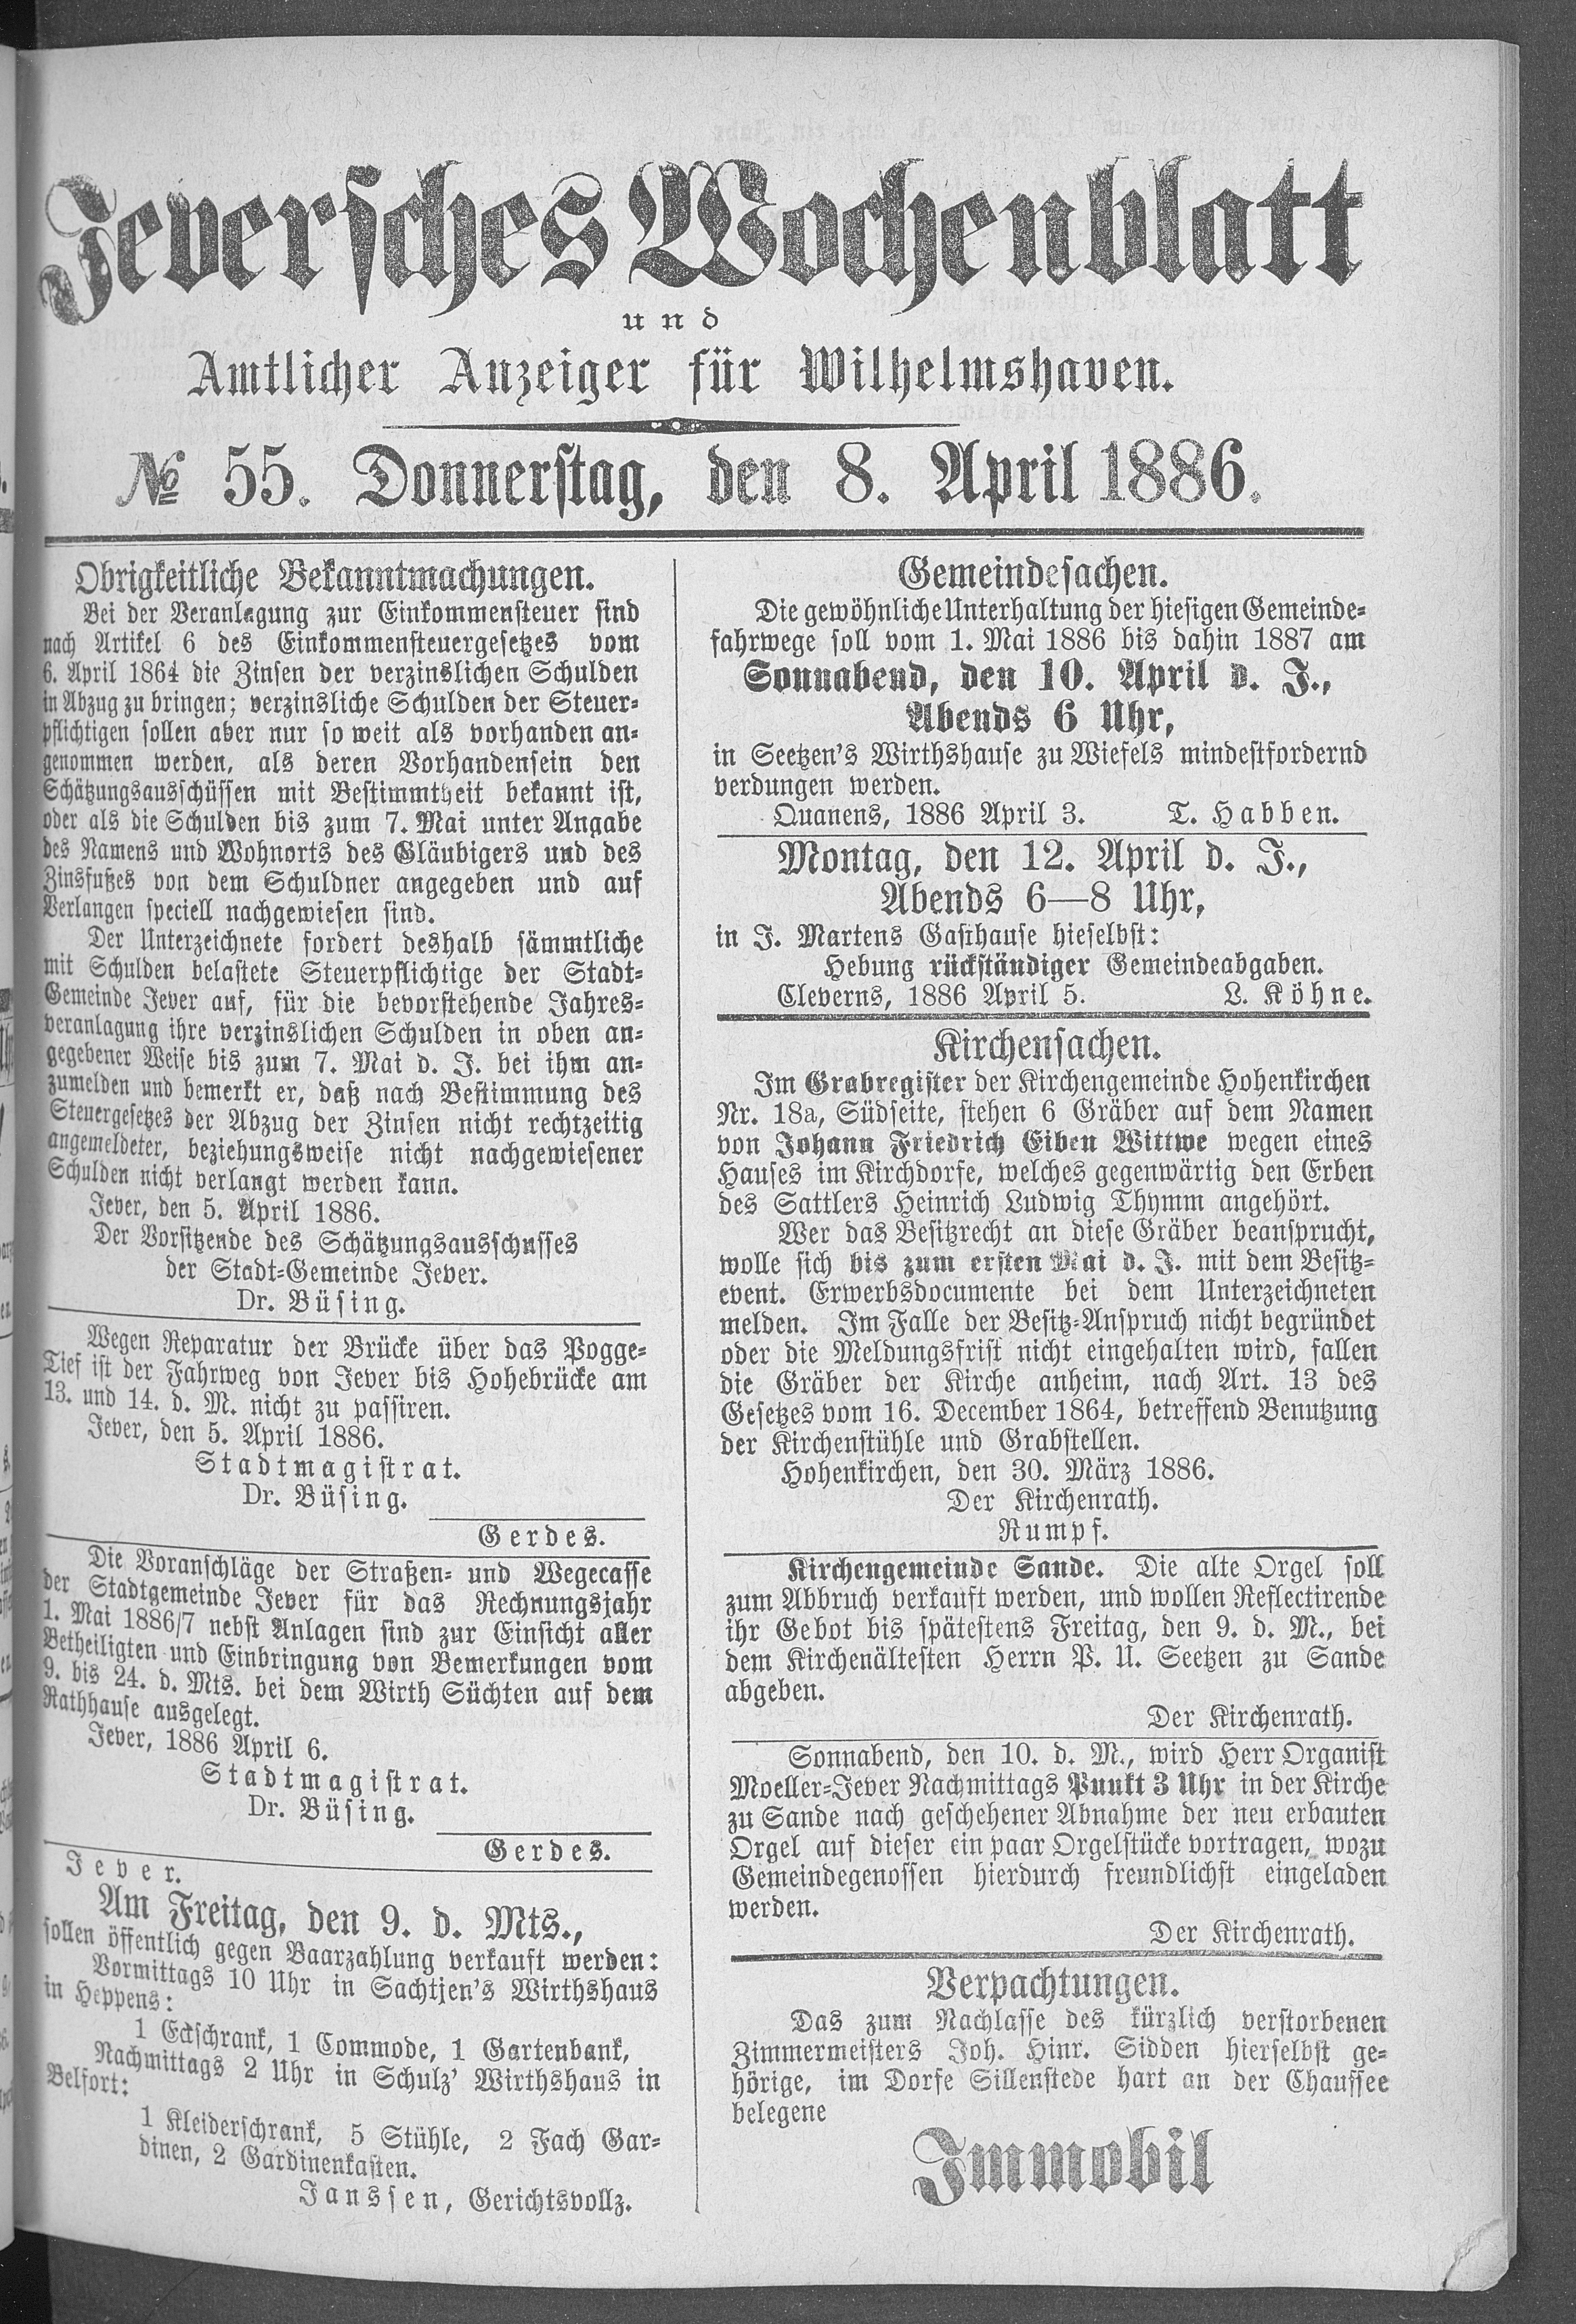 Jeversches Wochenblatt
und
Amtlicher Anzeiger für Wilhelmshaven.
№ 55. Donnerstag, den 8. April 1886.
Obrigkeitliche Bekanntmachungen.
Bei der Veranlagung zur Einkommensteuer sind
nach Artikel 6 des Einkommensteuergesetzes vom
6. April 1864 die Zinsen der verzinslichen Schulden
in Abzug zu bringen; verzinsliche Schulden der Steuer-
pflichtigen sollen aber nur so weit als vorhanden an-
genommen werden, als deren Vorhandensein den
Schätzungsausschüssen mit Bestimmtheit bekannt ist,
oder als die Schulden bis zum 7. Mai unter Angabe
des Namens und Wohnorts des Gläubigers und des
Zinsfußes von dem Schuldner angegeben und auf
Verlangen speciell nachgewiesen sind.
Der Unterzeichnete fordert deshalb sämmtliche
mit Schulden belastete Steuerpflichtige der Stadt-
Gemeinde Jever auf, für die bevorstehende Jahres-
veranlagung ihre verzinslichen Schulden in oben an-
gegebener Weise bis zum 7. Mai d. J. bei ihm an-
zumelden und bemerkt er, daß nach Bestimmung des
Steuergesetzes der Abzug der Zinsen nicht rechtzeitig
angemeldeter, beziehungsweise nicht nachgewiesener
Schulden nicht verlangt werden kann.
Jever, den 5. April 1886.
Der Vorsitzende des Schätzungsausschusses
der Stadt-Gemeinde Jever.
Dr. Büsing.
Wegen Reparatur der Brücke über das Pogge-
Tief ist der Fahrweg von Jever bis Hohebrücke am
13. und 14. d. M. nicht zu passiren.
Jever, den 5. April 1886.
Stadtmagistrat.
Dr. Büsing.
Gerdes.
Die Voranschläge der Straßen- und Wegecasse
der Stadtgemeinde Jever für das Rechnungsjahr
1. Mai 1886/7 nebst Anlagen sind zur Einsicht aller
Betheiligten und Einbringung von Bemerkungen vom
9. bis 24. d. Mts. bei dem Wirth Süchten auf dem
Rathhause ausgelegt.
Jever, 1886 April 6.
Stadtmagistrat.
Dr. Büsing.
Gerdes.
Jever.
Am Freitag, den 9. d. Mts.,
sollen öffentlich gegen Baarzahlung verkauft werden:
Vormittags 10 Uhr in Sachtjen's Wirthshaus
in Heppens:
1 Eckschrank, 1 Commode, 1 Gartenbank,
Nachmittags 2 Uhr in Schulz' Wirthshaus in
Belfort:
1 Kleiderschrank, 5 Stühle, 2 Fach Gar-
dinen, 2 Gardinenkasten.
Janssen, Gerichtsvollz.
Gemeindesachen.
Die gewöhnliche Unterhaltung der hiesigen Gemeinde-
fahrwege soll vom 1. Mai 1886 bis dahin 1887 am
Sonnabend, den 10. April d. J.,
Abends 6 Uhr,
in Seetzen's Wirthshause zu Wiefels mindestfordernd
verdungen werden.
Quanens, 1886 April 3. T. Habben.
Montag, den 12. April d. J.,
Abends 6—8 Uhr,
in J. Martens Gasthause hieselbst:
Hebung rückständiger Gemeindeabgaben.
Cleverns, 1886 April 5. L. Köhne.
Kirchensachen.
Im Grabregister der Kirchengemeinde Hohenkirchen
Nr. 18a, Südseite, stehen 6 Gräber auf dem Namen
von Johann Friedrich Eiben Wittwe wegen eines
Hauses im Kirchdorfe, welches gegenwärtig den Erben
des Sattlers Heinrich Ludwig Thymm angehört.
Wer das Besitzrecht an diese Gräber beansprucht,
wolle sich bis zum ersten Mai d. J. mit dem Besitz-
event. Erwerbsdocumente bei dem Unterzeichneten
melden. Im Falle der Besitz-Anspruch nicht begründet
oder die Meldungsfrist nicht eingehalten wird, fallen
die Gräber der Kirche anheim, nach Art. 13 des
Gesetzes vom 16. December 1864, betreffend Benutzung
der Kirchenstühle und Grabstellen.
Hohenkirchen, den 30. März 1886.
Der Kirchenrath.
Rumpf.
Kirchengemeinde Sande. Die alte Orgel soll
zum Abbruch verkauft werden, und wollen Reflectirende
ihr Gebot bis spätestens Freitag, den 9. d. M., bei
dem Kirchenältesten Herrn P. U. Seetzen zu Sande
abgeben.
Der Kirchenrath.
Sonnabend, den 10. d. M., wird Herr Organist
Moeller-Jever Nachmittags Punkt 3 Uhr in der Kirche
zu Sande nach geschehener Abnahme der neu erbauten
Orgel auf dieser ein paar Orgelstücke vortragen, wozu
Gemeindegenossen hierdurch freundlichst eingeladen
werden.
Der Kirchenrath.
Verpachtungen.
Das zum Nachlasse des kürzlich verstorbenen
Zimmermeisters Joh. Hinr. Sidden hierselbst ge-
hörige, im Dorfe Sillenstede hart an der Chaussee
belegene
Immobil